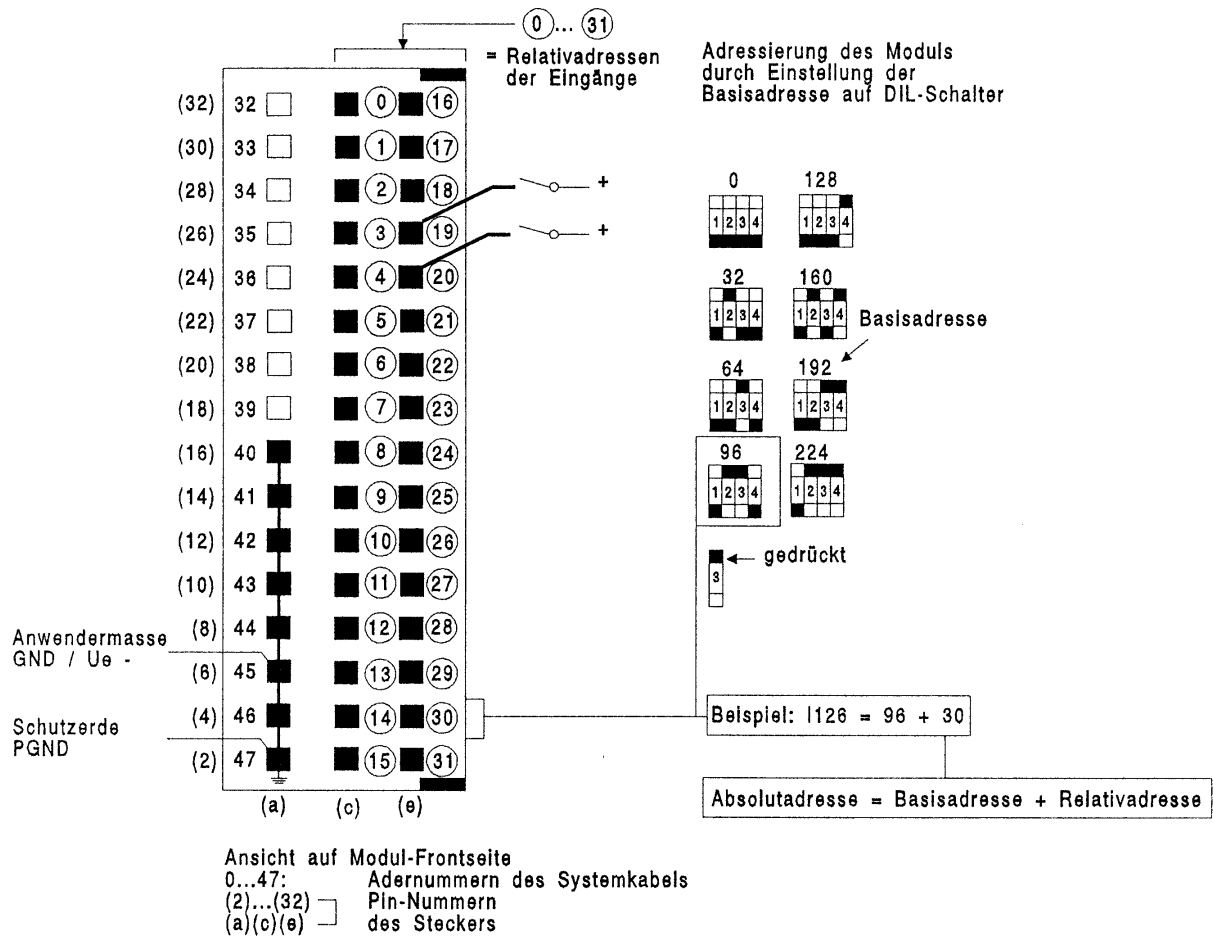 0 ... 31
= Relativadressen
der Eingänge
Adressierung des Moduls
durch Einstellung der
Basisadresse auf DIL-Schalter
(32) 32 0 16
(30) 33 1 17
(28) 34 2 18 +
(26) 35 3 19 +
(24) 36 4 20
(22) 37 5 21
(20) 38 6 22
(18) 39 7 23
(16) 40 8 24
(14) 41 9 25
(12) 42 10 26
(10) 43 11 27
(8) 44 12 28
(6) 45 13 29
(4) 46 14 30
(2) 47 15 31
(a) (c) (e)
Anwendermasse
GND / Ue -
Schutzerde
PGND
0 128
1 2 3 4 1 2 3 4
32 160
1 2 3 4 1 2 3 4
Basisadresse
64 192
1 2 3 4 1 2 3 4
96 224
1 2 3 4 1 2 3 4
gedrückt
3
Beispiel: I126 = 96 + 30
Absolutadresse = Basisadresse + Relativadresse
Ansicht auf Modul-Frontseite
0...47: Adernummern des Systemkabels
(2)...(32) Pin-Nummern
(a)(c)(e) des Steckers